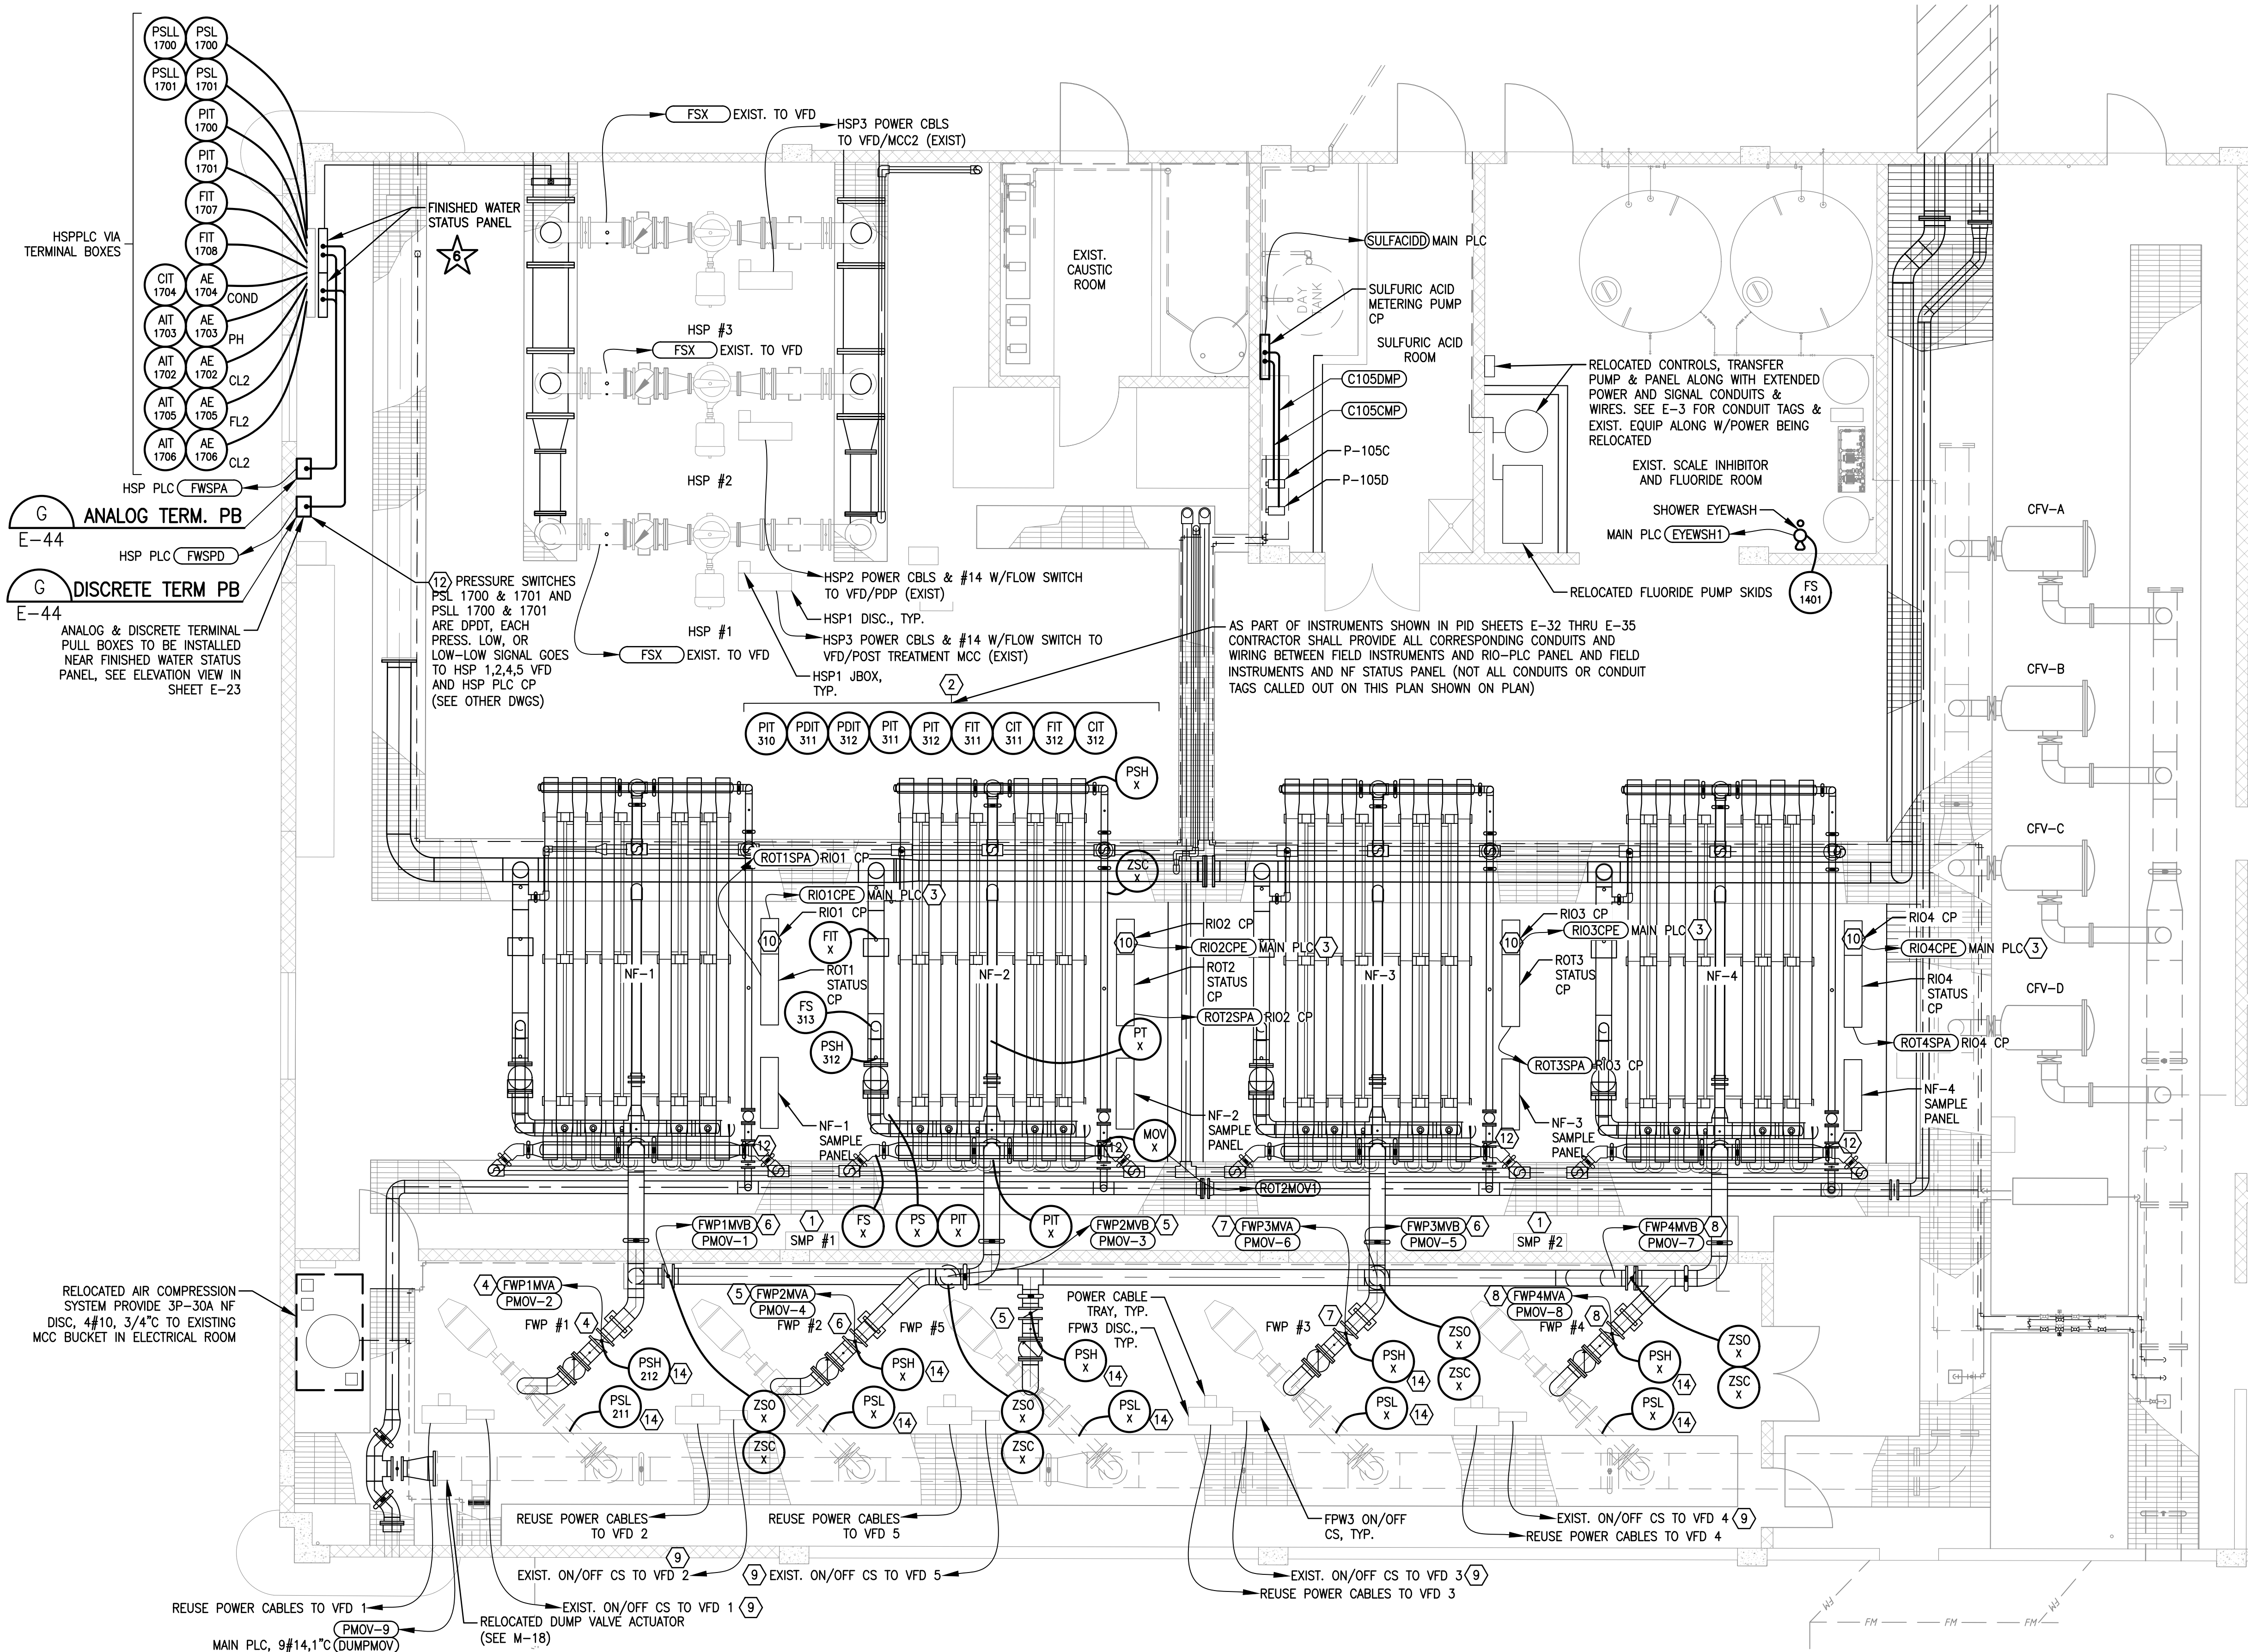 PSLL
1700
PSL
1700
PSLL
1701
PSL
1701
PIT
1700
PIT
1701
FIT
1707
FIT
1708
CIT
1704
AE
1704
COND
AIT
1703
AE
1703
PH
AIT
1702
AE
1702
CL2
AIT
1705
AE
1705
FL2
AIT
1706
AE
1706
CL2
HSPPLC VIA
TERMINAL BOXES
FINISHED WATER
STATUS PANEL
6
HSP PLC FWSPA
G
ANALOG TERM. PB
E-44
HSP PLC FWSPD
G
DISCRETE TERM PB
E-44
ANALOG & DISCRETE TERMINAL
PULL BOXES TO BE INSTALLED
NEAR FINISHED WATER STATUS
PANEL, SEE ELEVATION VIEW IN
SHEET E-23
12 PRESSURE SWITCHES
PSL 1700 & 1701 AND
PSLL 1700 & 1701
ARE DPDT, EACH
PRESS. LOW, OR
LOW-LOW SIGNAL GOES
TO HSP 1,2,4,5 VFD
AND HSP PLC CP
(SEE OTHER DWGS)
FSX EXIST. TO VFD
HSP3 POWER CBLS
TO VFD/MCC2 (EXIST)
HSP #3
FSX EXIST. TO VFD
HSP #2
HSP2 POWER CBLS & #14 W/FLOW SWITCH
TO VFD/PDP (EXIST)
HSP1 DISC., TYP.
HSP #1
HSP3 POWER CBLS & #14 W/FLOW SWITCH TO
VFD/POST TREATMENT MCC (EXIST)
FSX EXIST. TO VFD
HSP1 JBOX,
TYP.
EXIST.
CAUSTIC
ROOM
DAY
TANK
SULFACIDD MAIN PLC
SULFURIC ACID
METERING PUMP
CP
SULFURIC ACID
ROOM
C105DMP
C105CMP
P-105C
P-105D
RELOCATED CONTROLS, TRANSFER
PUMP & PANEL ALONG WITH EXTENDED
POWER AND SIGNAL CONDUITS &
WIRES. SEE E-3 FOR CONDUIT TAGS &
EXIST. EQUIP ALONG W/POWER BEING
RELOCATED
EXIST. SCALE INHIBITOR
AND FLUORIDE ROOM
SHOWER EYEWASH
MAIN PLC EYEWSH1
FS
1401
RELOCATED FLUORIDE PUMP SKIDS
AS PART OF INSTRUMENTS SHOWN IN PID SHEETS E-32 THRU E-35
CONTRACTOR SHALL PROVIDE ALL CORRESPONDING CONDUITS AND
WIRING BETWEEN FIELD INSTRUMENTS AND RIO-PLC PANEL AND FIELD
INSTRUMENTS AND NF STATUS PANEL (NOT ALL CONDUITS OR CONDUIT
TAGS CALLED OUT ON THIS PLAN SHOWN ON PLAN)
CFV-A
CFV-B
CFV-C
CFV-D
2
PIT
310
PDIT
311
PDIT
312
PIT
311
PIT
312
FIT
311
CIT
311
FIT
312
CIT
312
PSH
X
ZSC
X
ROT1SPA RIO1 CP
RIO1CPE MAIN PLC 3
RIO1 CP
10
FIT
X
ROT1
STATUS
CP
FS
313
PSH
312
NF-1
NF-1
SAMPLE
PANEL
12
NF-2
RIO2 CP
10
RIO2CPE MAIN PLC 3
ROT2
STATUS
CP
ROT2SPA RIO2 CP
PT
X
NF-2
SAMPLE
PANEL
MOV
X
12
ROT2MOV1
NF-3
RIO3 CP
10
RIO3CPE MAIN PLC 3
ROT3
STATUS
CP
ROT3SPA RIO3 CP
NF-3
SAMPLE
PANEL
12
NF-4
RIO4 CP
10
RIO4CPE MAIN PLC 3
RIO4
STATUS
CP
ROT4SPA RIO4 CP
NF-4
SAMPLE
PANEL
12
FWP1MVB 6
PMOV-1
1
SMP #1
FS
X
PS
X
PIT
X
PIT
X
FWP2MVB 5
PMOV-3
7 FWP3MVA
PMOV-6
FWP3MVB 6
PMOV-5
1
SMP #2
FWP4MVB 8
PMOV-7
RELOCATED AIR COMPRESSION
SYSTEM PROVIDE 3P-30A NF
DISC, 4#10, 3/4"C TO EXISTING
MCC BUCKET IN ELECTRICAL ROOM
4 FWP1MVA
PMOV-2
FWP #1 4
5 FWP2MVA
PMOV-4
FWP #2 6
FWP #5
5
POWER CABLE
TRAY, TYP.
FPW3 DISC.,
TYP.
FWP #3
7
8 FWP4MVA
PMOV-8
FWP #4
8
PSH
212
14
PSL
211
14
PSH
X
14
PSL
X
14
PSH
X
14
PSL
X
14
PSH
X
14
PSL
X
14
PSH
X
14
PSL
X
14
ZSO
X
ZSC
X
ZSO
X
ZSC
X
ZSO
X
ZSC
X
ZSO
X
ZSC
X
REUSE POWER CABLES
TO VFD 2
REUSE POWER CABLES
TO VFD 5
FPW3 ON/OFF
CS, TYP.
EXIST. ON/OFF CS TO VFD 4 9
REUSE POWER CABLES TO VFD 4
9
EXIST. ON/OFF CS TO VFD 2
9 EXIST. ON/OFF CS TO VFD 5
EXIST. ON/OFF CS TO VFD 3 9
REUSE POWER CABLES TO VFD 3
REUSE POWER CABLES TO VFD 1
EXIST. ON/OFF CS TO VFD 1 9
PMOV-9
MAIN PLC, 9#14,1"C DUMPMOV
RELOCATED DUMP VALVE ACTUATOR
(SEE M-18)
FM
FM
FM
FM
FM